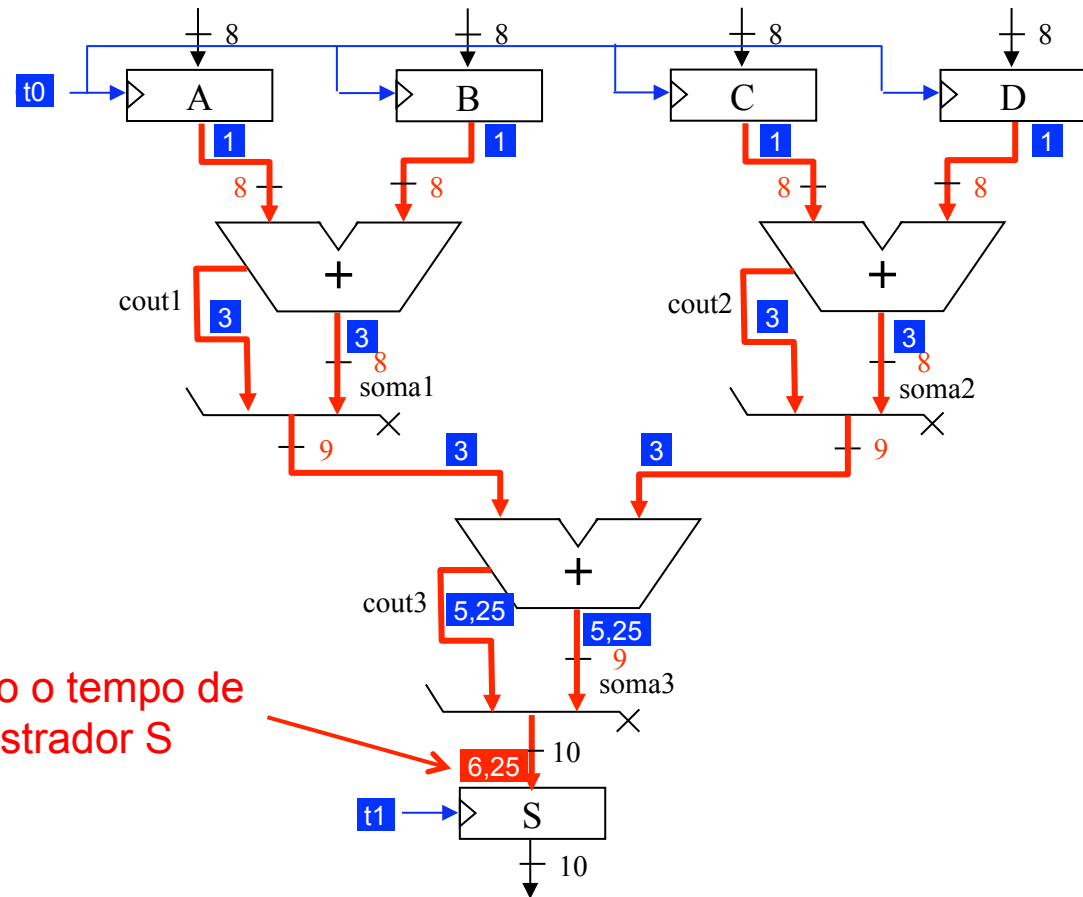 8 8 8 8
t0 A B C D
1 1 1 1
8 8 8 8
+ +
cout1 cout2
3 3 3 3
8 8
soma1 soma2
9 9
3 3
+
cout3
5,25 5,25
9
soma3
o o tempo de
strador S
10
6,25
t1 S
10